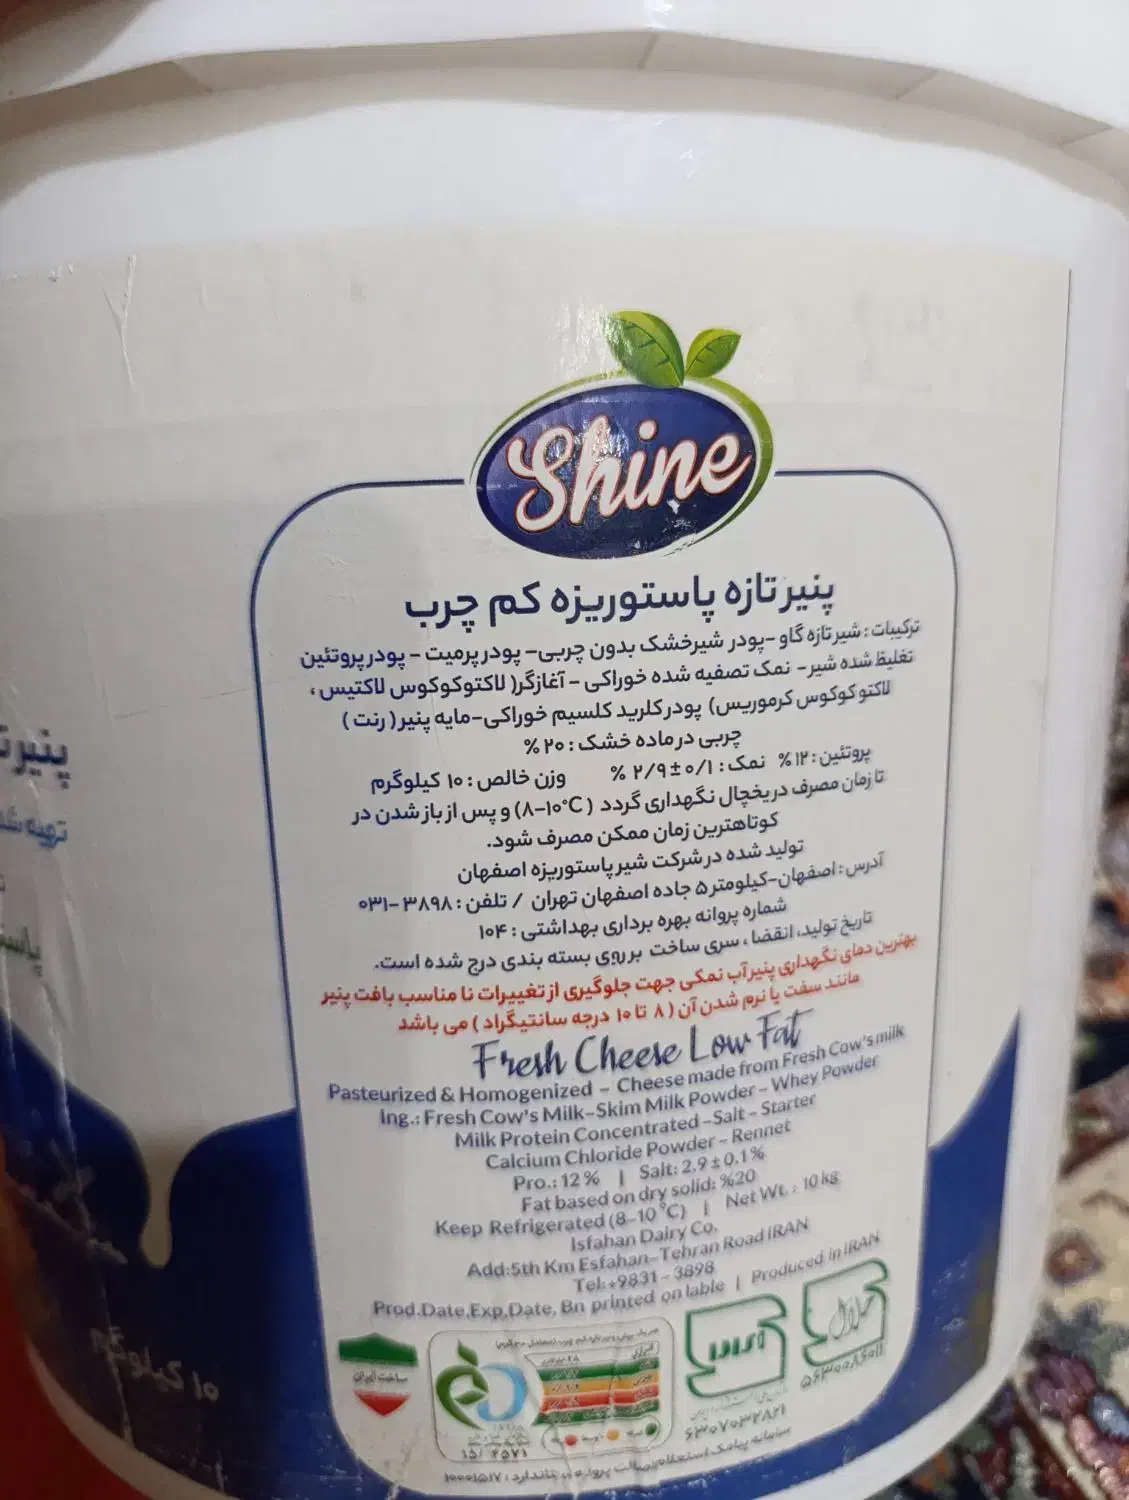 Shine
پنیر تازه پاستوریزه کم چرب
ترکیبات : شیر تازه گاو - پودر شیرخشک بدون چربی - پودر پرمیت - پودر پروتئین
تغلیظ شده شیر - نمک تصفیه شده خوراکی - آغازگر( لاکتوکوکوس لاکتیس ،
لاکتوکوکوس کرموریس) پودر کلرید کلسیم خوراکی-مایه پنیر( رنت )
چربی در ماده خشک : ۲۰ %
پروتئین : ۱۲ % نمک : ۲/۹±۰/۱ % وزن خالص : ۱۰ کیلوگرم
تا زمان مصرف در یخچال نگهداری گردد ( ۸-۱۰°C) و پس از باز شدن در
کوتاهترین زمان ممکن مصرف شود.
تولید شده در شرکت شیر پاستوریزه اصفهان
آدرس : اصفهان-کیلومتر ۵ جاده اصفهان تهران / تلفن : ۳۸۹۸ -۰۳۱
شماره پروانه بهره برداری بهداشتی : ۱۰۴
تاریخ تولید، انقضا ، سری ساخت بر روی بسته بندی درج شده است.
بهترین دمای نگهداری پنیر آب نمکی جهت جلوگیری از تغییرات نا مناسب بافت پنیر
مانند سفت یا نرم شدن آن ( ۸ تا ۱۰ درجه سانتیگراد ) می باشد
Fresh Cheese Low Fat
Pasteurized & Homogenized - Cheese made from Fresh Cow's milk
Ing.: Fresh Cow's Milk-Skim Milk Powder - Whey Powder
Milk Protein Concentrated -Salt - Starter
Calcium Chloride Powder - Rennet
Pro.: 12 % | Salt: 2.9 ± 0.1 %
Fat based on dry solid: %20
Keep Refrigerated (8-10 °C) | Net Wt. : 10 kg
Isfahan Dairy Co.
Add:5th Km Esfahan-Tehran Road IRAN
Tel:+9831 - 3898
Prod.Date,Exp,Date, Bn printed on lable | Produced in IRAN
ساخت ایران
حلال
۱۰ کیلوگرم